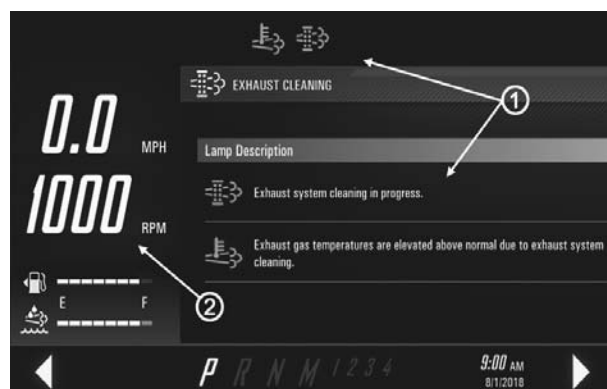 EXHAUST CLEANING
1
0.0 MPH
Lamp Description
Exhaust system cleaning in progress.
1000 RPM
Exhaust gas temperatures are elevated above normal due to exhaust system
cleaning.
2
E F
P R N M 1 2 3 4
9:00 AM
8/1/2018